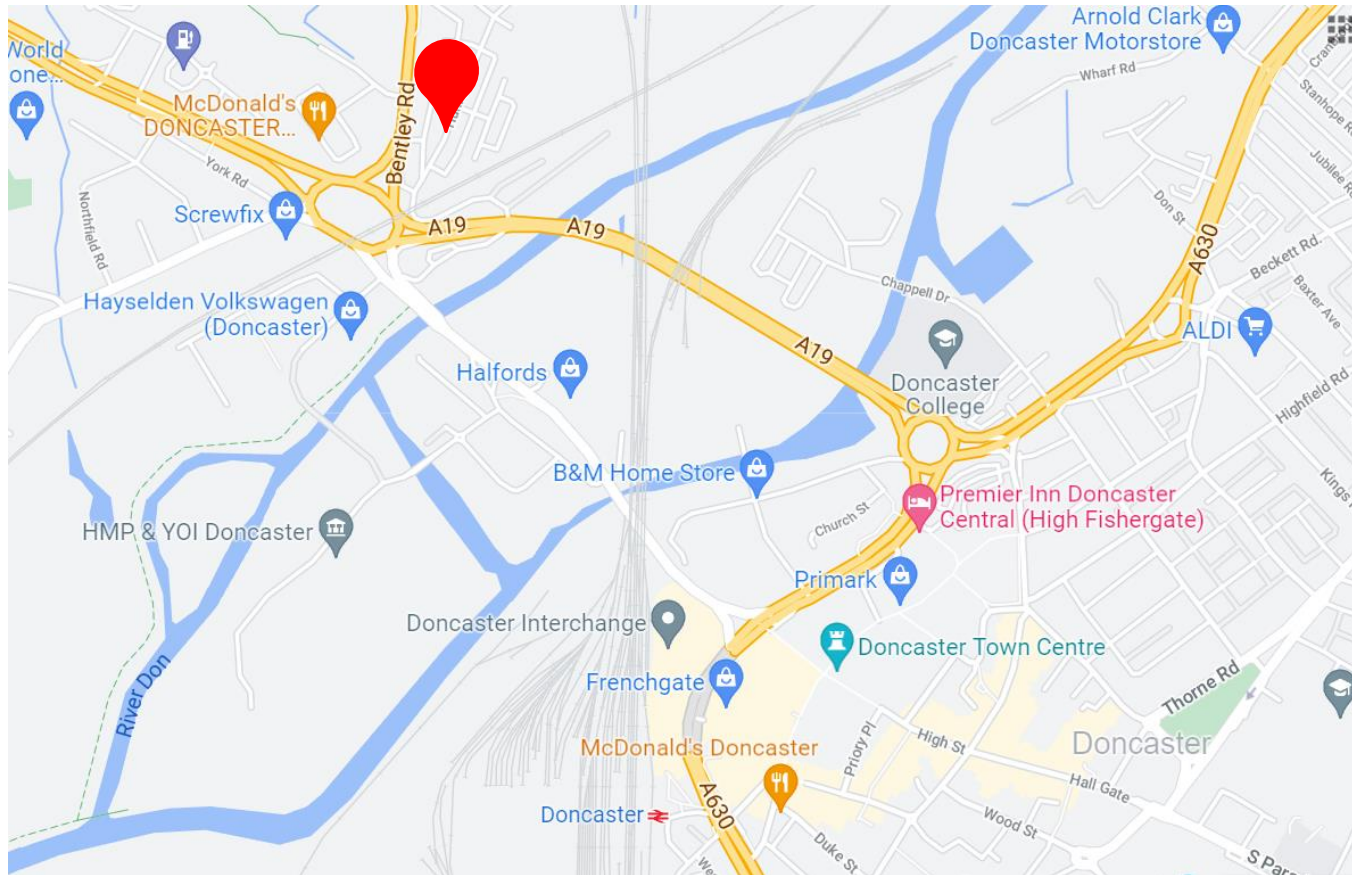 World
one...
McDonald's
DONCASTER...
Bentley Rd
Arnold Clark
Doncaster Motorstore
Wharf Rd
Stanhope R
Jubilee R
York Rd
Northfield Rd
Screwfix
A19
A19
Don St
A630
Beckett Rd.
Baxter Ave
Hayselden Volkswagen
(Doncaster)
Chappell Dr
ALDI
A19
Halfords
Doncaster
College
Highfield Rd
B&M Home Store
Kings
Premier Inn Doncaster
Central (High Fishergate)
Church St
HMP & YOI Doncaster
Primark
Doncaster Interchange
Doncaster Town Centre
River Don
Frenchgate
Thorne Rd
McDonald's Doncaster
Priory Pl
High St
Doncaster
Hall Gate
Doncaster
A630
Wood St
Duke St
S Para